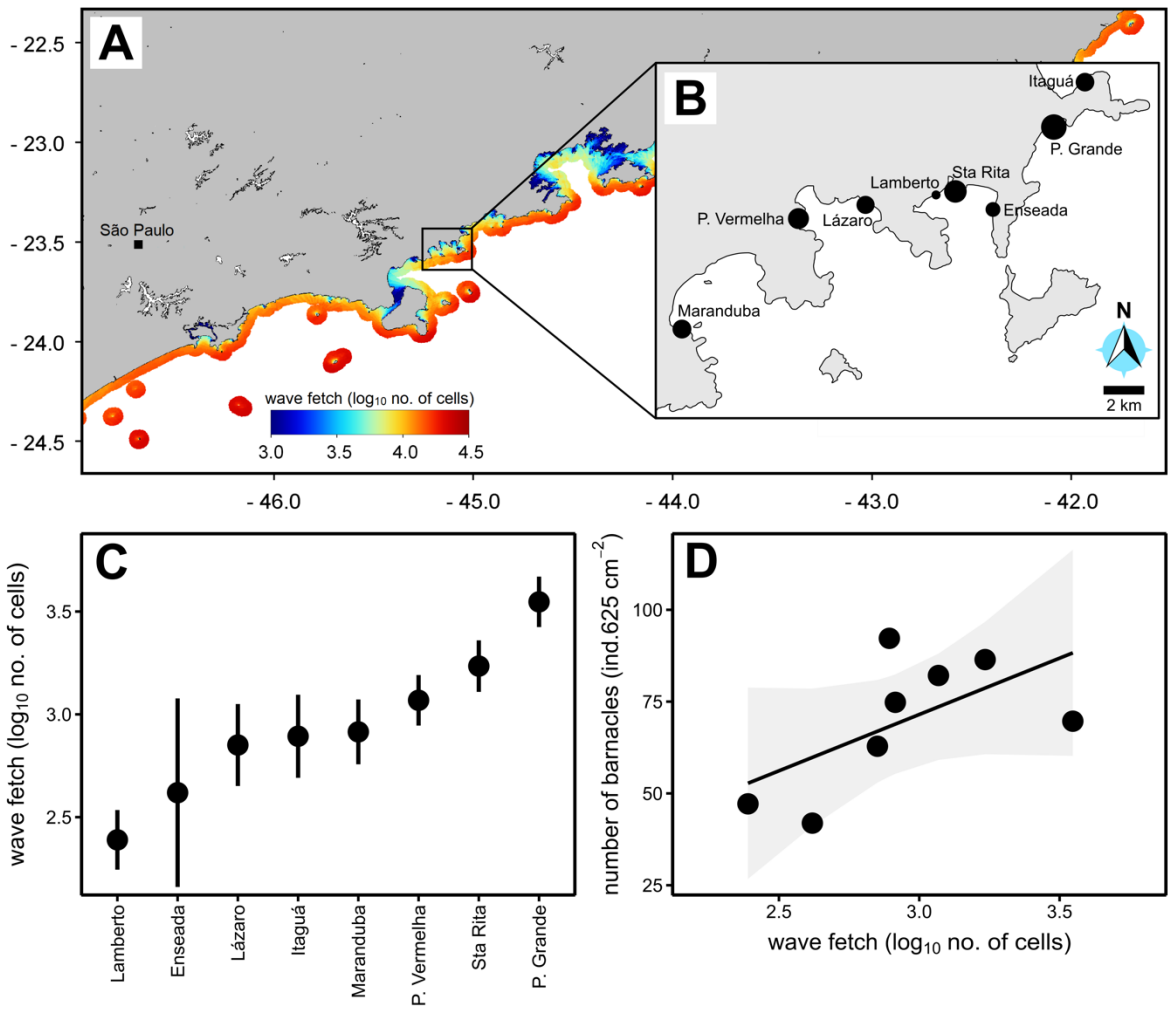 A
- 22.5
- 23.0
- 23.5
- 24.0
- 24.5
São Paulo
wave fetch (log₁₀ no. of cells)
3.0 3.5 4.0 4.5
- 46.0 - 45.0 - 44.0 - 43.0 - 42.0
B
Itaguá
P. Grande
Sta Rita
Lamberto
Enseada
Lázaro
P. Vermelha
Maranduba
N
2 km
C
wave fetch (log₁₀ no. of cells)
3.5
3.0
2.5
Lamberto
Enseada
Lázaro
Itaguá
Maranduba
P. Vermelha
Sta Rita
P. Grande
D
number of barnacles (ind.625 cm⁻²)
100
75
50
25
2.5 3.0 3.5
wave fetch (log₁₀ no. of cells)